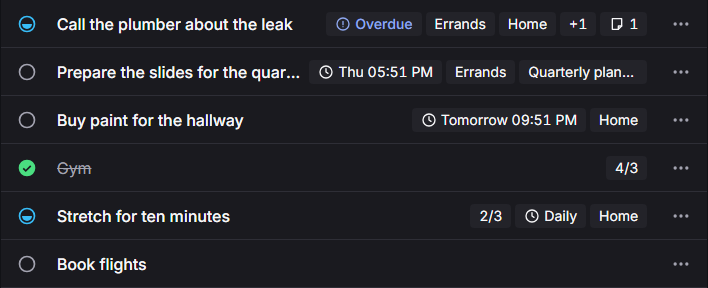 Call the plumber about the leak Overdue Errands Home +1 1
Prepare the slides for the quar... Thu 05:51 PM Errands Quarterly plan...
Buy paint for the hallway Tomorrow 09:51 PM Home
Gym 4/3
Stretch for ten minutes 2/3 Daily Home
Book flights